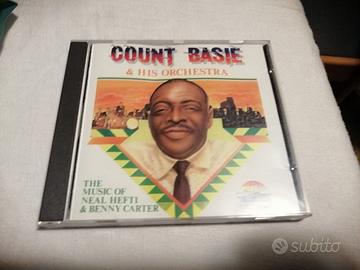 COUNT BASIE
& HIS ORCHESTRA
THE
MUSIC OF
NEAL HEFTI
& BENNY CARTER
subito